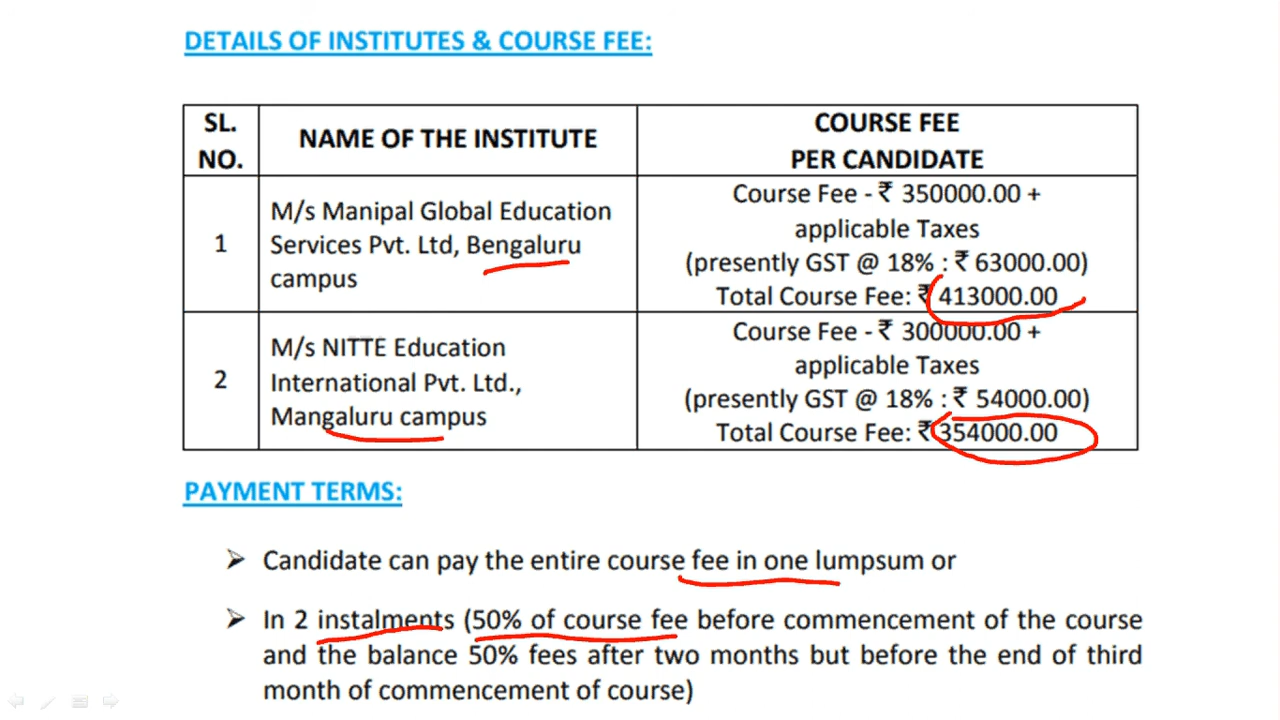 DETAILS OF INSTITUTES & COURSE FEE:
SL.
NO.
NAME OF THE INSTITUTE
COURSE FEE
PER CANDIDATE
1
M/s Manipal Global Education
Services Pvt. Ltd, Bengaluru
campus
Course Fee - ₹ 350000.00 +
applicable Taxes
(presently GST @ 18% : ₹ 63000.00)
Total Course Fee: ₹ 413000.00
2
M/s NITTE Education
International Pvt. Ltd.,
Mangaluru campus
Course Fee - ₹ 300000.00 +
applicable Taxes
(presently GST @ 18% : ₹ 54000.00)
Total Course Fee: ₹ 354000.00
PAYMENT TERMS:
➢ Candidate can pay the entire course fee in one lumpsum or
➢ In 2 instalments (50% of course fee before commencement of the course
and the balance 50% fees after two months but before the end of third
month of commencement of course)